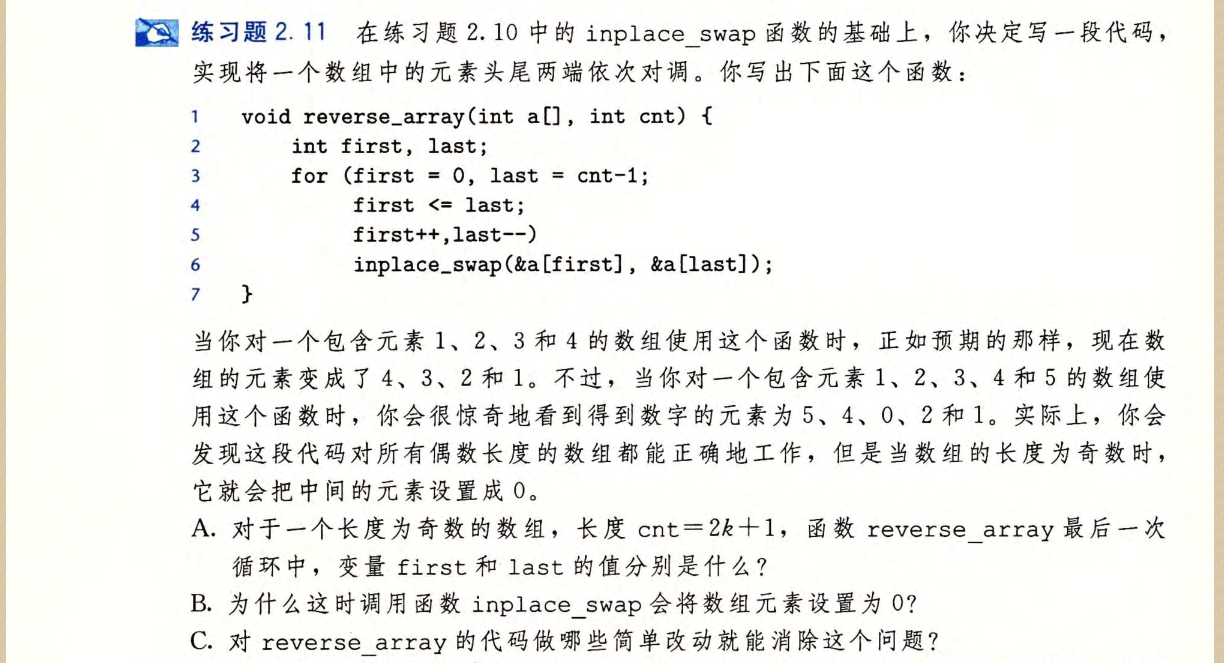 练习题 2.11 在练习题 2.10 中的 inplace_swap 函数的基础上，你决定写一段代码，
实现将一个数组中的元素头尾两端依次对调。你写出下面这个函数：
1 void reverse_array(int a[], int cnt) {
2 int first, last;
3 for (first = 0, last = cnt-1;
4 first <= last;
5 first++,last--)
6 inplace_swap(&a[first], &a[last]);
7 }
当你对一个包含元素 1、2、3 和 4 的数组使用这个函数时，正如预期的那样，现在数
组的元素变成了 4、3、2 和 1。不过，当你对一个包含元素 1、2、3、4 和 5 的数组使
用这个函数时，你会很惊奇地看到得到数字的元素为 5、4、0、2 和 1。实际上，你会
发现这段代码对所有偶数长度的数组都能正确地工作，但是当数组的长度为奇数时，
它就会把中间的元素设置成 0。
A. 对于一个长度为奇数的数组，长度 cnt=2k+1，函数 reverse_array 最后一次
循环中，变量 first 和 last 的值分别是什么？
B. 为什么这时调用函数 inplace_swap 会将数组元素设置为 0？
C. 对 reverse_array 的代码做哪些简单改动就能消除这个问题？